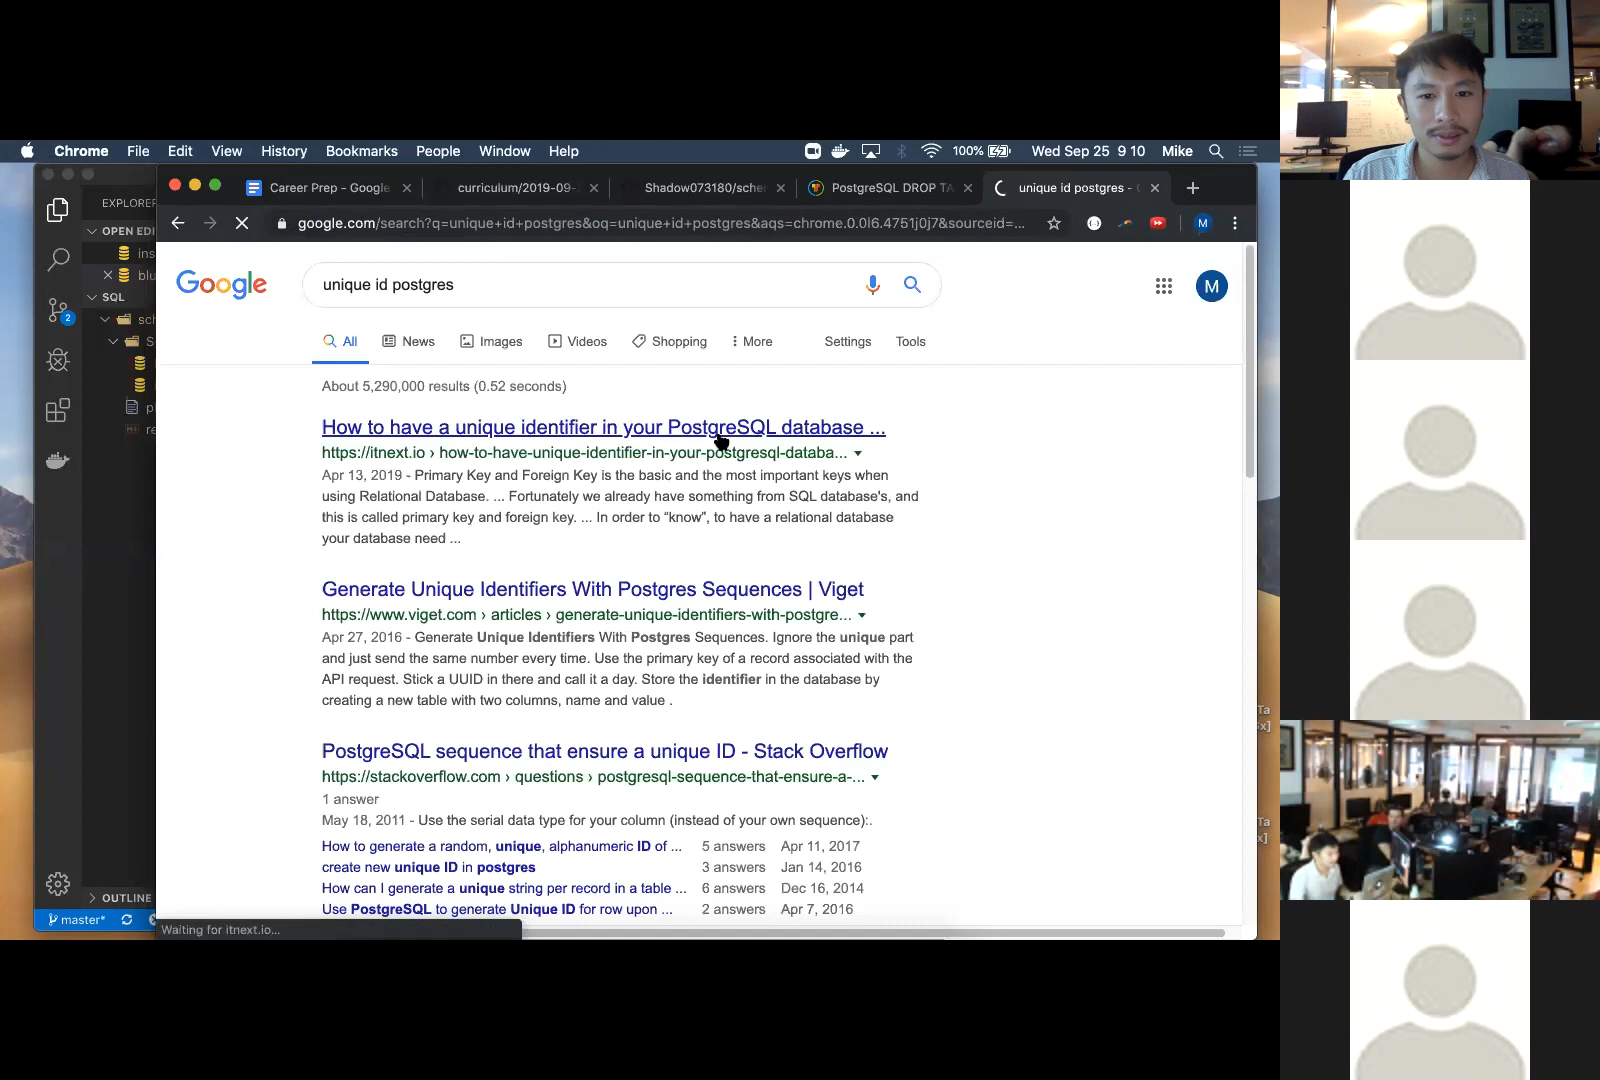 Chrome File Edit View History Bookmarks People Window Help 100% Wed Sep 25 9 10 Mike
EXPLORER
OPEN EDI
ins
blu
SQL
sch
S
p
re
2
OUTLINE
master*
Career Prep - Google
curriculum/2019-09-
Shadow073180/scher
PostgreSQL DROP TA
unique id postgres -
google.com/search?q=unique+id+postgres&oq=unique+id+postgres&aqs=chrome.0.0l6.4751j0j7&sourceid=...
M
Google
unique id postgres
M
All News Images Videos Shopping More Settings Tools
About 5,290,000 results (0.52 seconds)
How to have a unique identifier in your PostgreSQL database ...
https://itnext.io › how-to-have-unique-identifier-in-your-postgresql-databa...
Apr 13, 2019 - Primary Key and Foreign Key is the basic and the most important keys when
using Relational Database. ... Fortunately we already have something from SQL database's, and
this is called primary key and foreign key. ... In order to “know”, to have a relational database
your database need ...
Generate Unique Identifiers With Postgres Sequences | Viget
https://www.viget.com › articles › generate-unique-identifiers-with-postgre...
Apr 27, 2016 - Generate Unique Identifiers With Postgres Sequences. Ignore the unique part
and just send the same number every time. Use the primary key of a record associated with the
API request. Stick a UUID in there and call it a day. Store the identifier in the database by
creating a new table with two columns, name and value .
PostgreSQL sequence that ensure a unique ID - Stack Overflow
https://stackoverflow.com › questions › postgresql-sequence-that-ensure-a-...
1 answer
May 18, 2011 - Use the serial data type for your column (instead of your own sequence):.
How to generate a random, unique, alphanumeric ID of ... 5 answers Apr 11, 2017
create new unique ID in postgres 3 answers Jan 14, 2016
How can I generate a unique string per record in a table ... 6 answers Dec 16, 2014
Use PostgreSQL to generate Unique ID for row upon ... 2 answers Apr 7, 2016
Waiting for itnext.io...
Ta
x]
Ta
x]